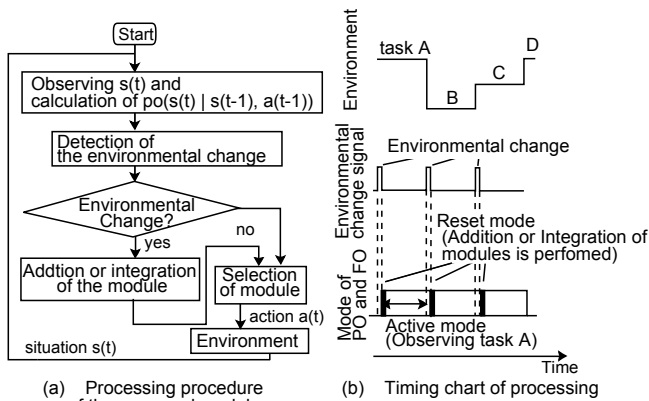 Start
Observing s(t) and
calculation of po(s(t) | s(t-1), a(t-1))
Detection of
the environmental change
Environmental
Change?
yes
no
Addtion or integration
of the module
Selection
of module
action a(t)
Environment
situation s(t)
(a) Processing procedure
Environment
task A
B
C
D
Environmental
change signal
Environmental change
Reset mode
(Addition or Integration of
modules is perfomed)
Mode of
PO and FO
Active mode
(Observing task A)
Time
(b) Timing chart of processing